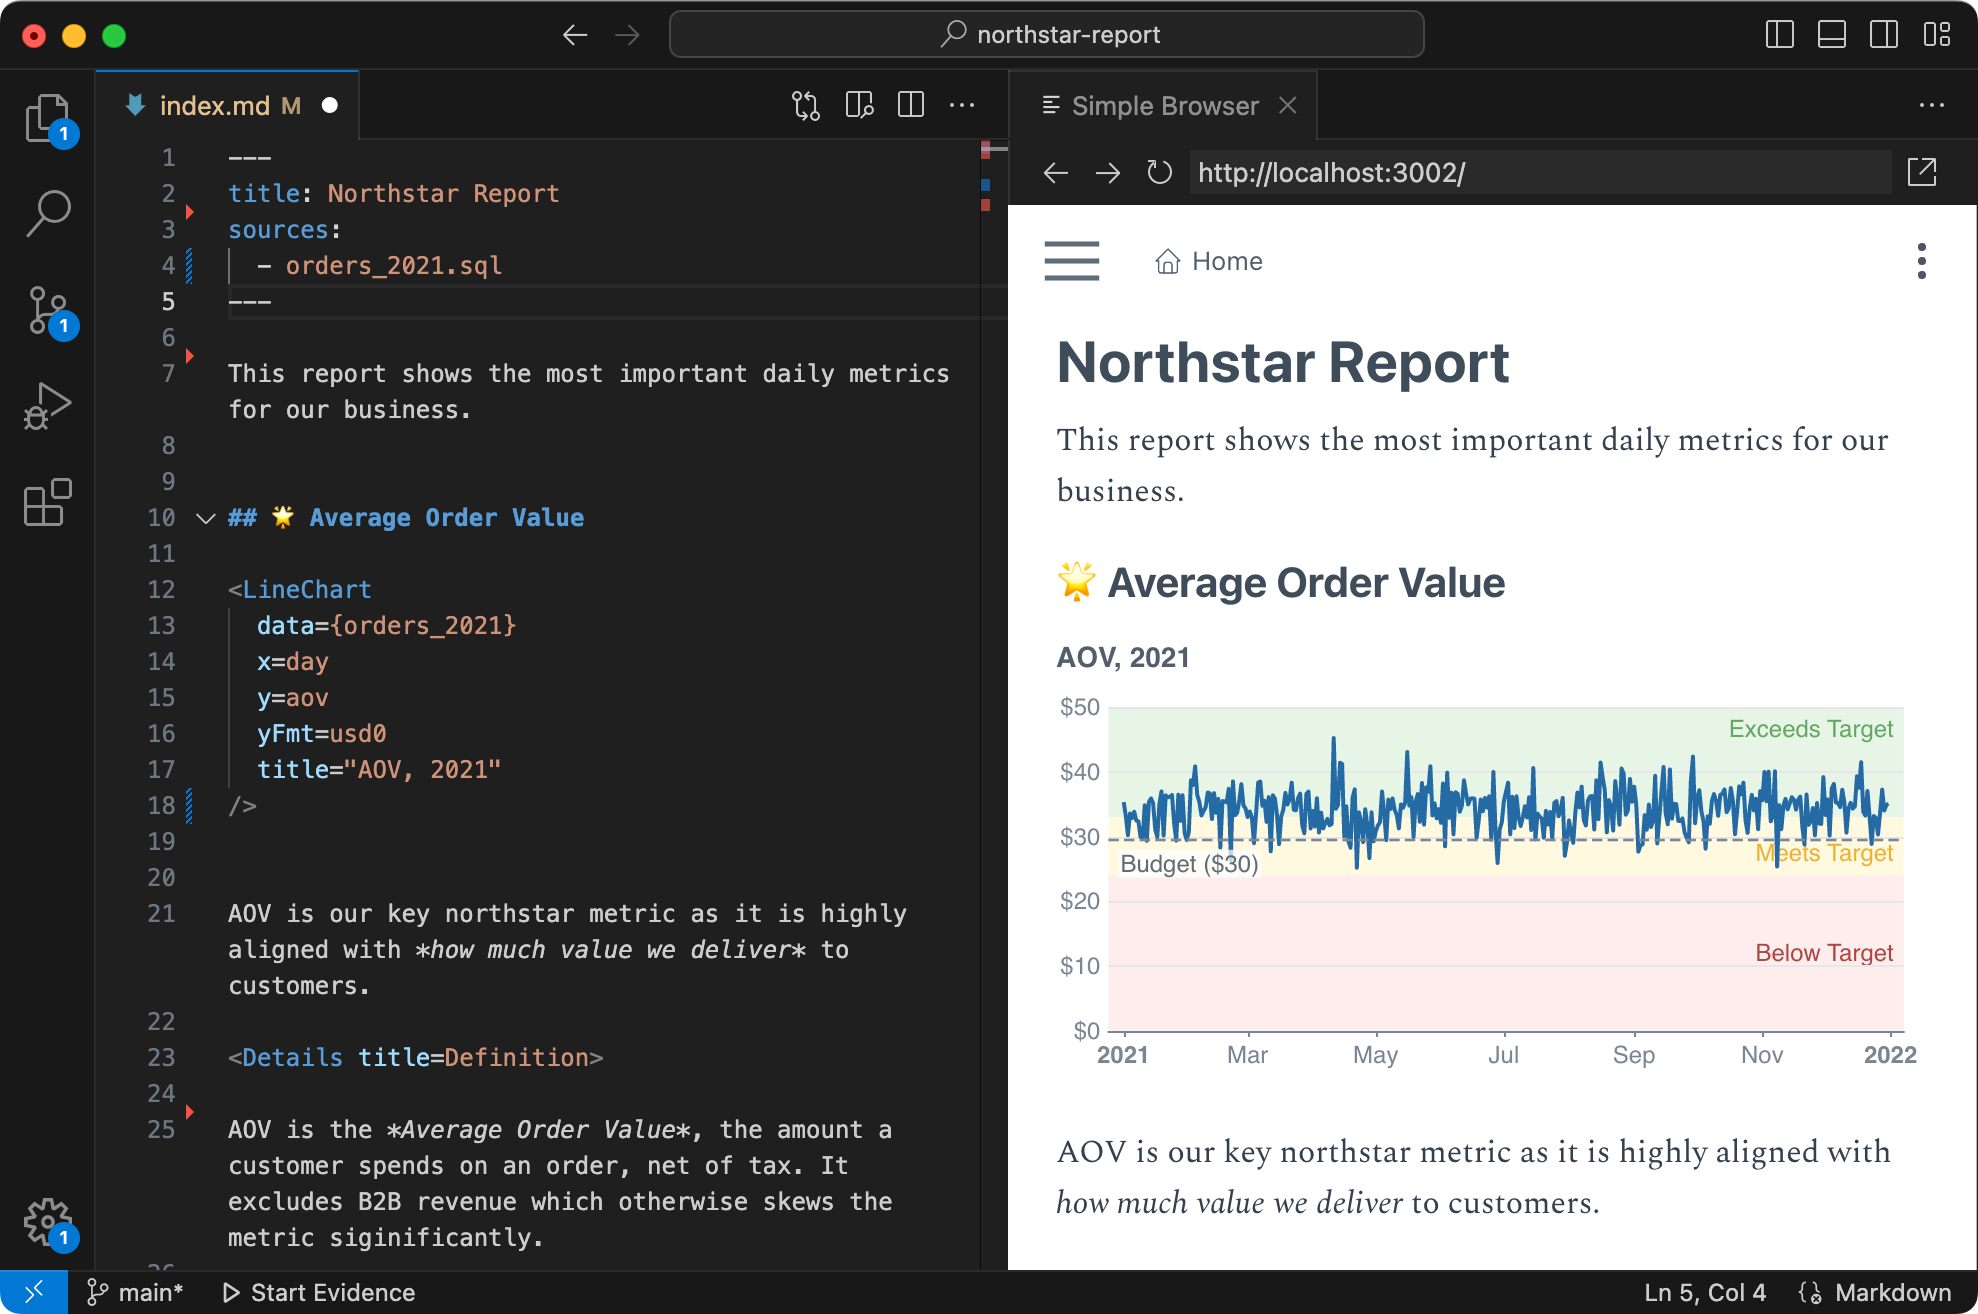 northstar-report
index.md M
Simple Browser
http://localhost:3002/
1
1
1
1 ---
2 title: Northstar Report
3 sources:
4 - orders_2021.sql
5 ---
6
7 This report shows the most important daily metrics
for our business.
8
9
10 ## 🌟 Average Order Value
11
12 <LineChart
13 data={orders_2021}
14 x=day
15 y=aov
16 yFmt=usd0
17 title="AOV, 2021"
18 />
19
20
21 AOV is our key northstar metric as it is highly
aligned with *how much value we deliver* to
customers.
22
23 <Details title=Definition>
24
25 AOV is the *Average Order Value*, the amount a
customer spends on an order, net of tax. It
excludes B2B revenue which otherwise skews the
metric siginificantly.
Home
Northstar Report
This report shows the most important daily metrics for our
business.
🌟 Average Order Value
AOV, 2021
$50
Exceeds Target
$40
$30
Budget ($30)
Meets Target
$20
$10
Below Target
$0
2021 Mar May Jul Sep Nov 2022
AOV is our key northstar metric as it is highly aligned with
how much value we deliver to customers.
main* Start Evidence
Ln 5, Col 4 Markdown